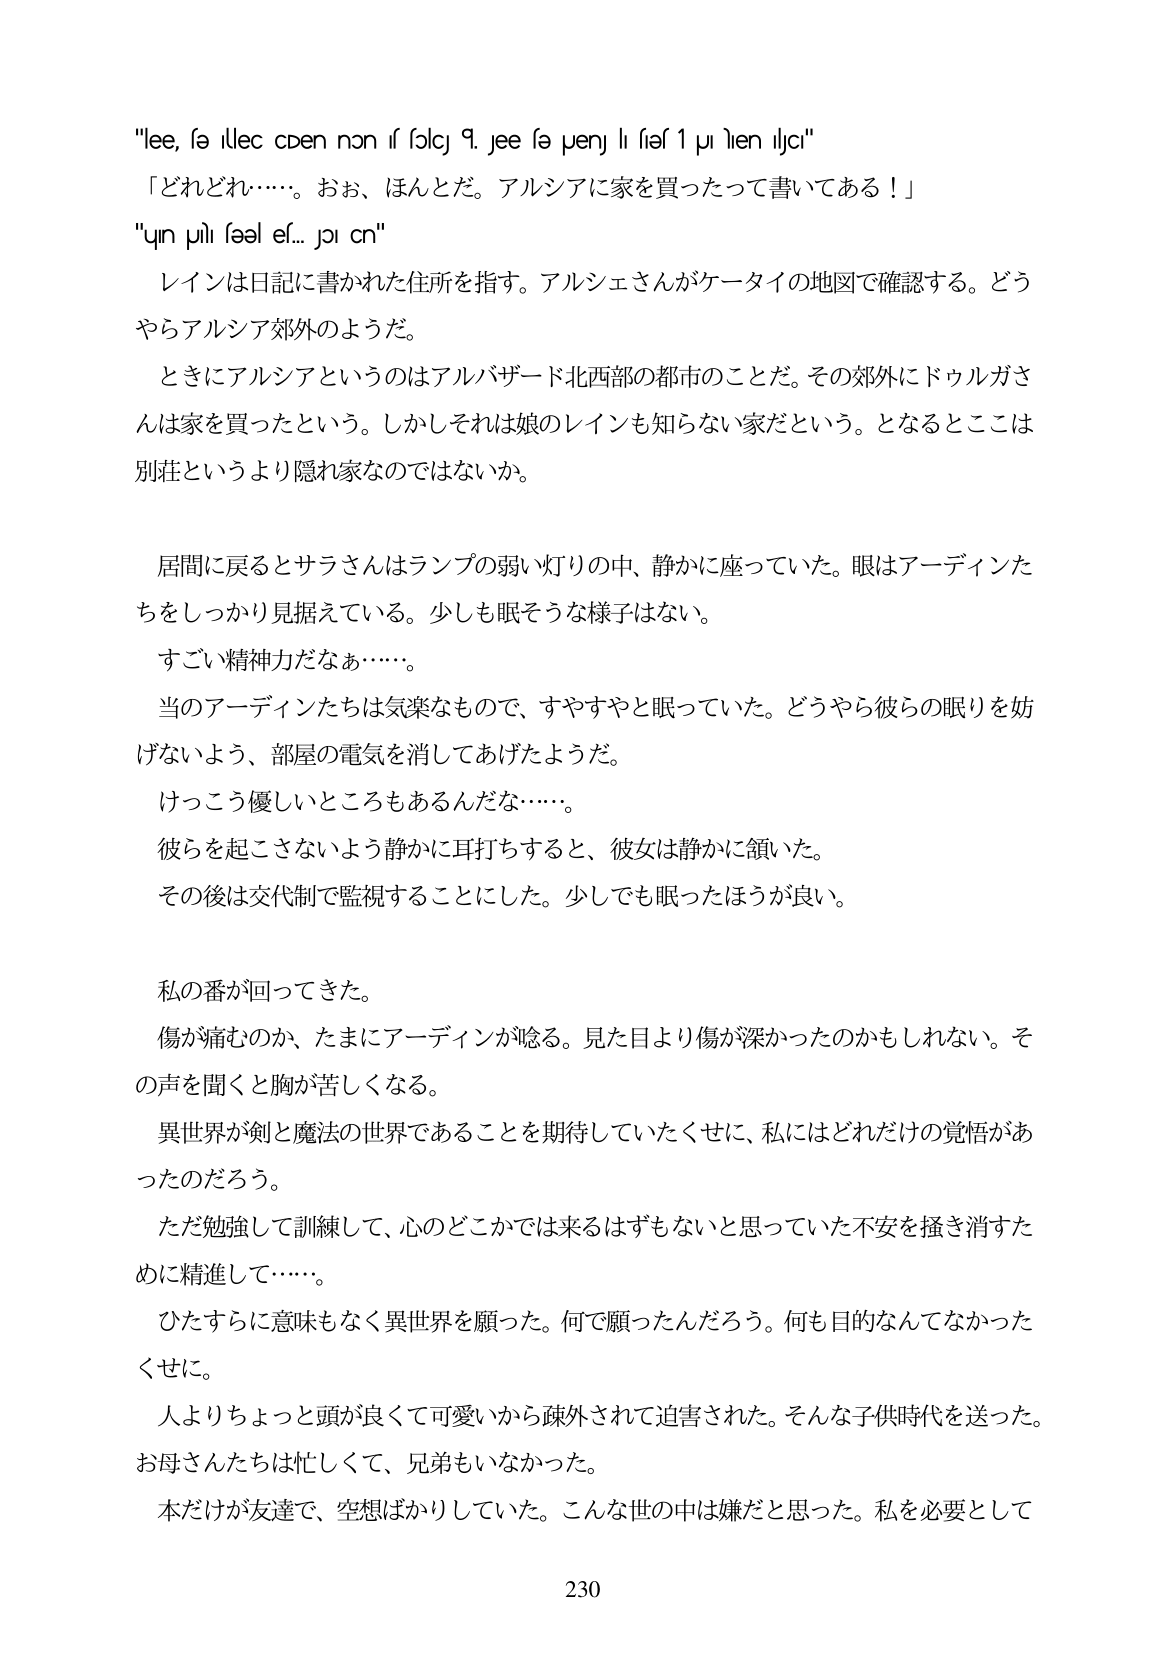 「どれどれ……。おぉ、ほんとだ。アルシアに家を買ったって書いてある！」
レインは日記に書かれた住所を指す。アルシェさんがケータイの地図で確認する。どう
やらアルシア郊外のようだ。
ときにアルシアというのはアルバザード北西部の都市のことだ。その郊外にドゥルガさ
んは家を買ったという。しかしそれは娘のレインも知らない家だという。となるとここは
別荘というより隠れ家なのではないか。
居間に戻るとサラさんはランプの弱い灯りの中、静かに座っていた。眼はアーディンた
ちをしっかり見据えている。少しも眠そうな様子はない。
すごい精神力だなぁ……。
当のアーディンたちは気楽なもので、すやすやと眠っていた。どうやら彼らの眠りを妨
げないよう、部屋の電気を消してあげたようだ。
けっこう優しいところもあるんだな……。
彼らを起こさないよう静かに耳打ちすると、彼女は静かに頷いた。
その後は交代制で監視することにした。少しでも眠ったほうが良い。
私の番が回ってきた。
傷が痛むのか、たまにアーディンが唸る。見た目より傷が深かったのかもしれない。そ
の声を聞くと胸が苦しくなる。
異世界が剣と魔法の世界であることを期待していたくせに、私にはどれだけの覚悟があ
ったのだろう。
ただ勉強して訓練して、心のどこかでは来るはずもないと思っていた不安を掻き消すた
めに精進して……。
ひたすらに意味もなく異世界を願った。何で願ったんだろう。何も目的なんてなかった
くせに。
人よりちょっと頭が良くて可愛いから疎外されて迫害された。そんな子供時代を送った。
お母さんたちは忙しくて、兄弟もいなかった。
本だけが友達で、空想ばかりしていた。こんな世の中は嫌だと思った。私を必要として
230